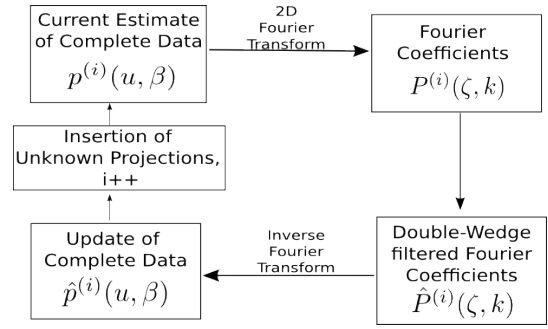 Current Estimate
of Complete Data
p^{(i)}(u, β)
2D
Fourier
Transform
Fourier
Coefficients
P^{(i)}(ζ, k)
Insertion of
Unknown Projections,
i++
Update of
Complete Data
p̂^{(i)}(u, β)
Inverse
Fourier
Transform
Double-Wedge
filtered Fourier
Coefficients
P̂^{(i)}(ζ, k)